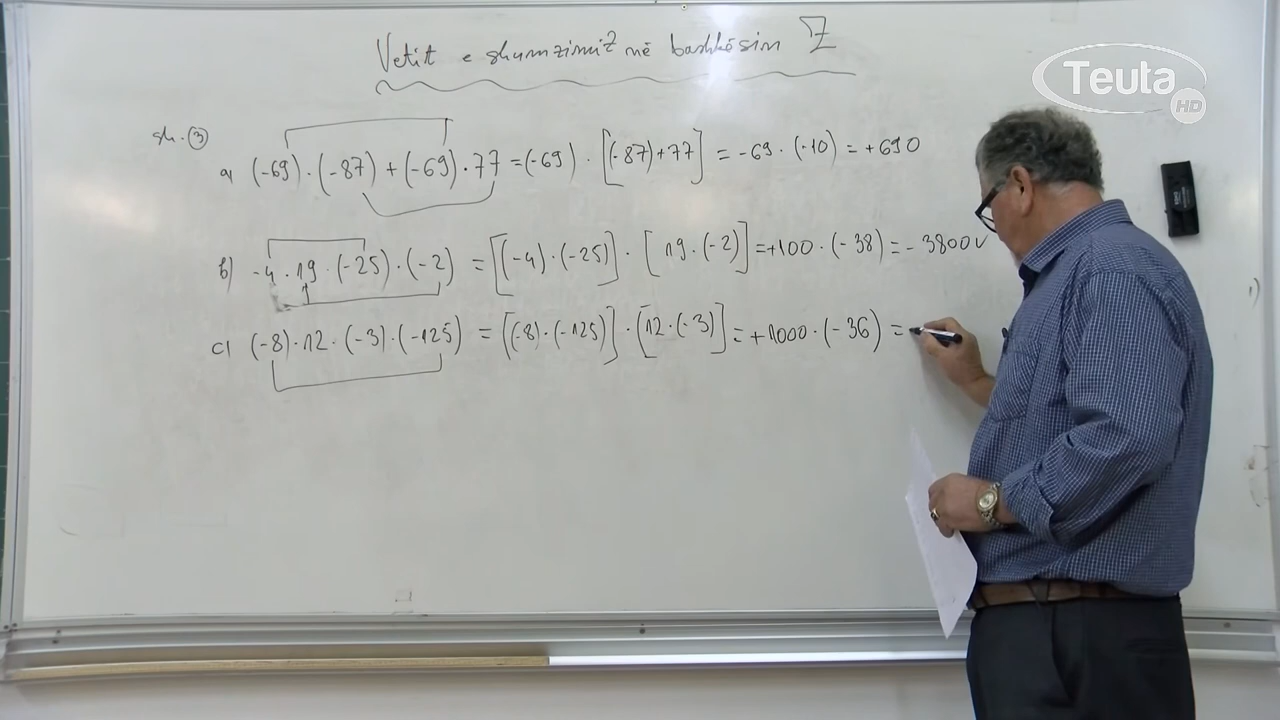 Vetit e shumzimit në bashkësin Z
Teuta HD
sh. 3
a) (-69) · (-87) + (-69) · 77 = (-69) · [(-87) + 77] = -69 · (-10) = +690
b) -4 · 19 · (-25) · (-2) = [(-4) · (-25)] · [19 · (-2)] = +100 · (-38) = -3800
c) (-8) · 12 · (-3) · (-125) = [(-8) · (-125)] · [12 · (-3)] = +1000 · (-36) = -